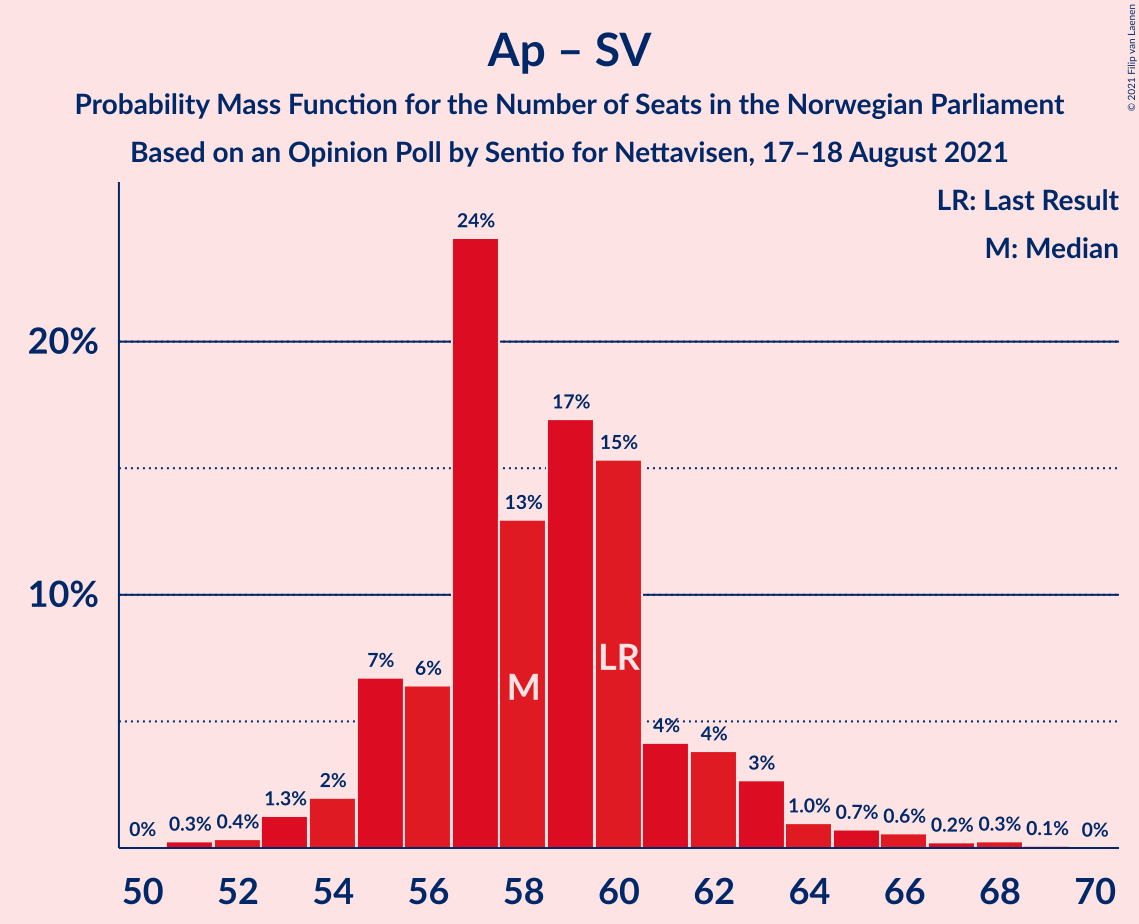 Ap – SV
Probability Mass Function for the Number of Seats in the Norwegian Parliament
Based on an Opinion Poll by Sentio for Nettavisen, 17–18 August 2021
© 2021 Filip van Laenen
LR: Last Result
M: Median
20%
10%
0%
0.3%
0.4%
1.3%
2%
7%
6%
24%
13%
17%
15%
4%
4%
3%
1.0%
0.7%
0.6%
0.2%
0.3%
0.1%
0%
M
LR
50 52 54 56 58 60 62 64 66 68 70